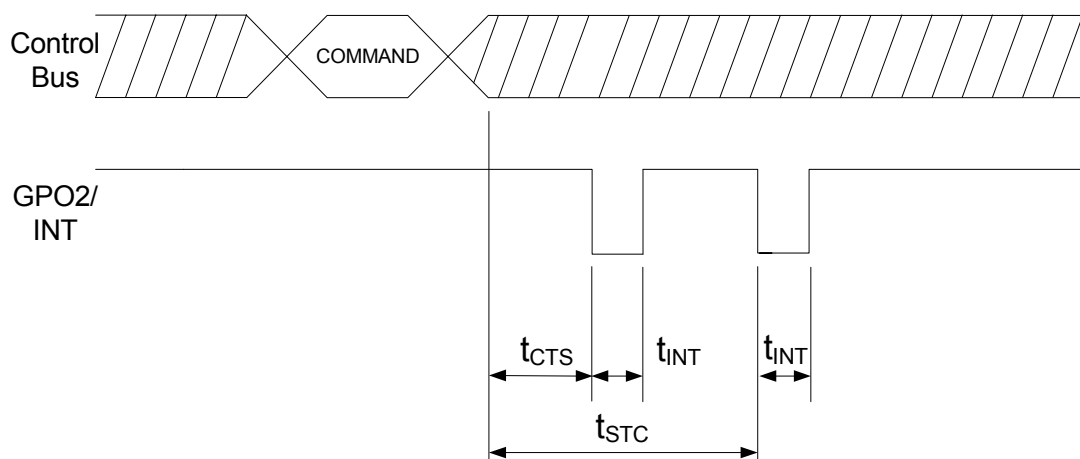 Control
Bus
COMMAND
GPO2/
INT
tCTS
tINT
tINT
tSTC